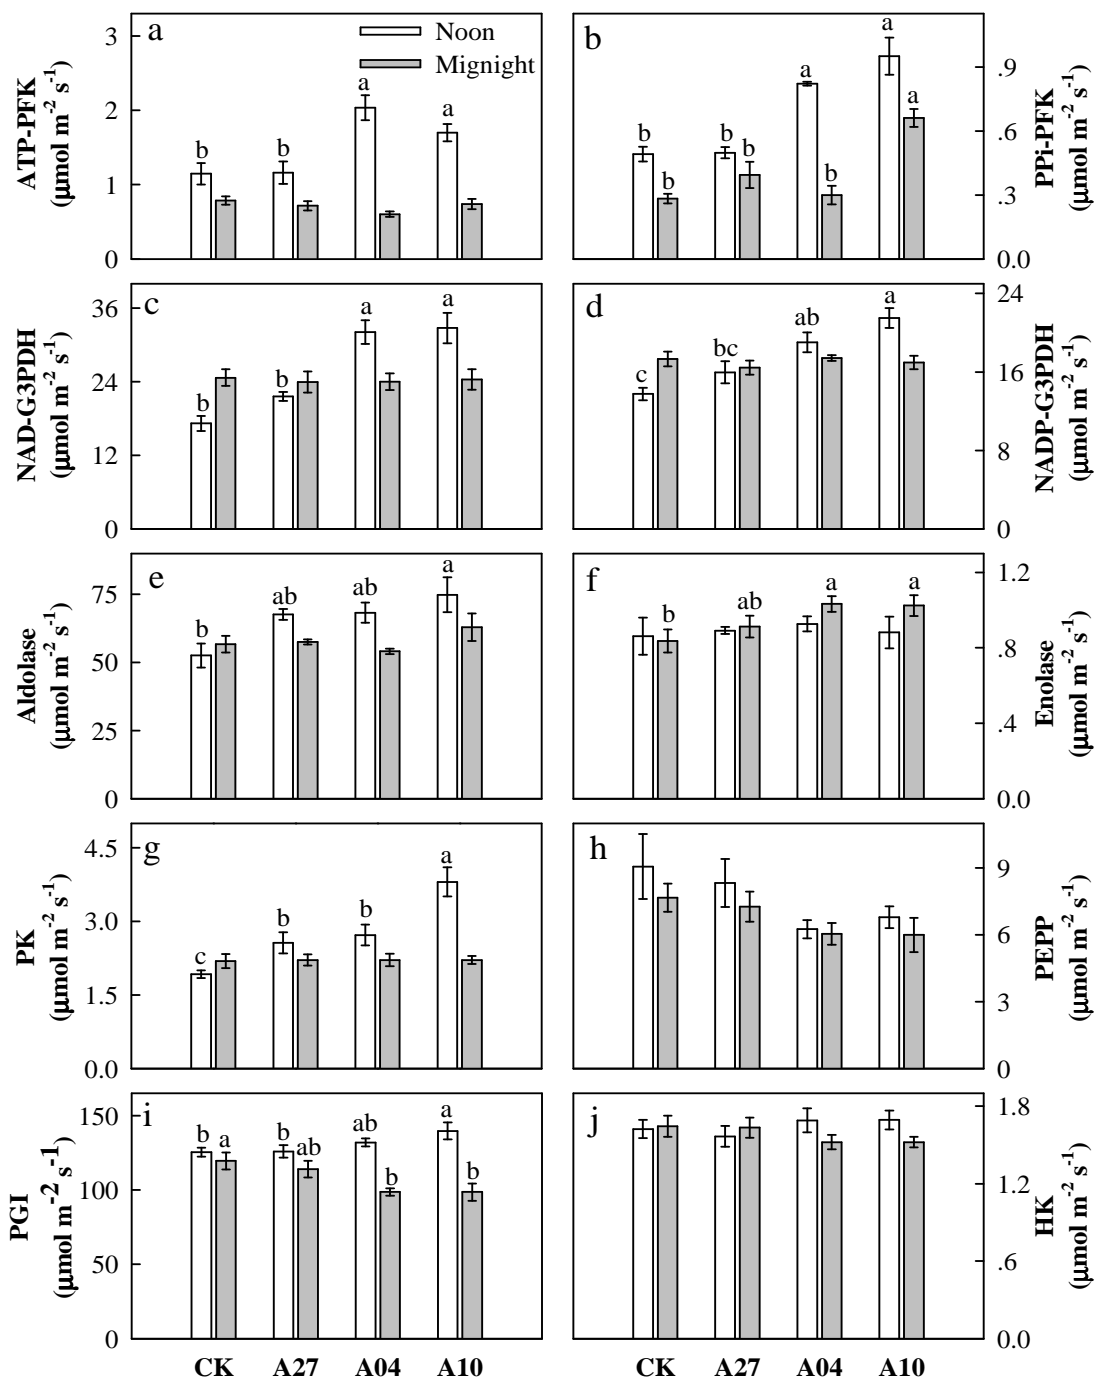 a
Noon
Mignight
3
2
1
0
ATP-PFK
(μmol m⁻² s⁻¹)
a
a
b
b
b
.9
.6
.3
0.0
PPi-PFK
(μmol m⁻² s⁻¹)
a
a
a
b
b
b
b
b
c
36
24
12
0
NAD-G3PDH
(μmol m⁻² s⁻¹)
a
a
b
b
d
24
16
8
0
NADP-G3PDH
(μmol m⁻² s⁻¹)
a
ab
bc
c
e
75
50
25
0
Aldolase
(μmol m⁻² s⁻¹)
b
ab
ab
a
f
1.2
.8
.4
0.0
Enolase
(μmol m⁻² s⁻¹)
b
ab
a
a
g
4.5
3.0
1.5
0.0
PK
(μmol m⁻² s⁻¹)
c
b
b
a
h
9
6
3
0
PEPP
(μmol m⁻² s⁻¹)
i
150
100
50
0
PGI
(μmol m⁻² s⁻¹)
b
a
b
ab
ab
b
a
b
j
1.8
1.2
.6
0.0
HK
(μmol m⁻² s⁻¹)
CK A27 A04 A10
CK A27 A04 A10